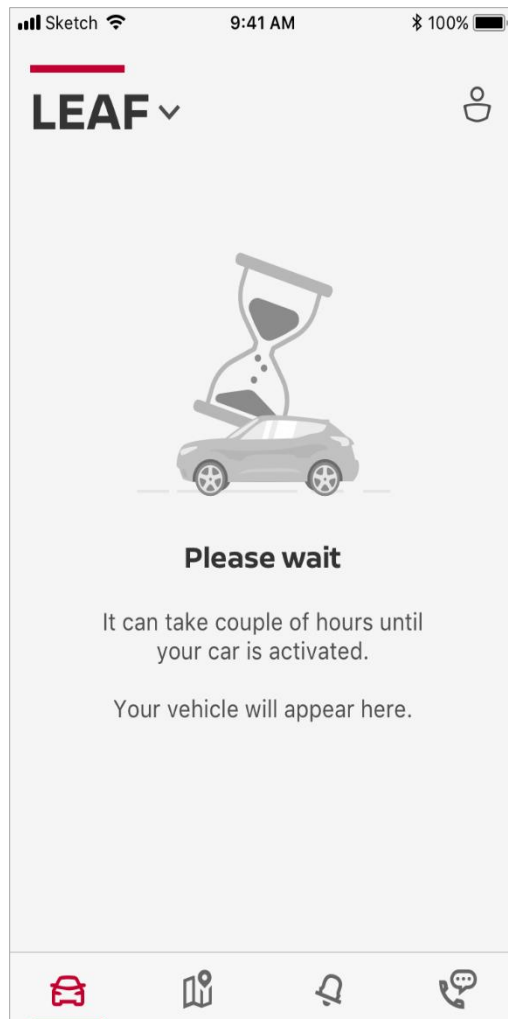 Sketch 9:41 AM 100%
LEAF
Please wait
It can take couple of hours until
your car is activated.
Your vehicle will appear here.